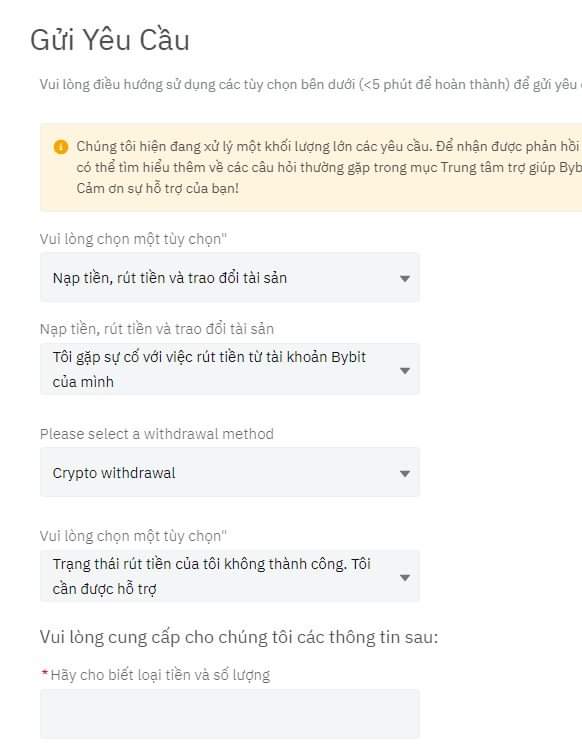 Gửi Yêu Cầu
Vui lòng điều hướng sử dụng các tùy chọn bên dưới (<5 phút để hoàn thành) để gửi yêu
Chúng tôi hiện đang xử lý một khối lượng lớn các yêu cầu. Để nhận được phản hồi
có thể tìm hiểu thêm về các câu hỏi thường gặp trong mục Trung tâm trợ giúp Byb
Cảm ơn sự hỗ trợ của bạn!
Vui lòng chọn một tùy chọn"
Nạp tiền, rút tiền và trao đổi tài sản
Nạp tiền, rút tiền và trao đổi tài sản
Tôi gặp sự cố với việc rút tiền từ tài khoản Bybit
của mình
Please select a withdrawal method
Crypto withdrawal
Vui lòng chọn một tùy chọn"
Trạng thái rút tiền của tôi không thành công. Tôi
cần được hỗ trợ
Vui lòng cung cấp cho chúng tôi các thông tin sau:
*Hãy cho biết loại tiền và số lượng